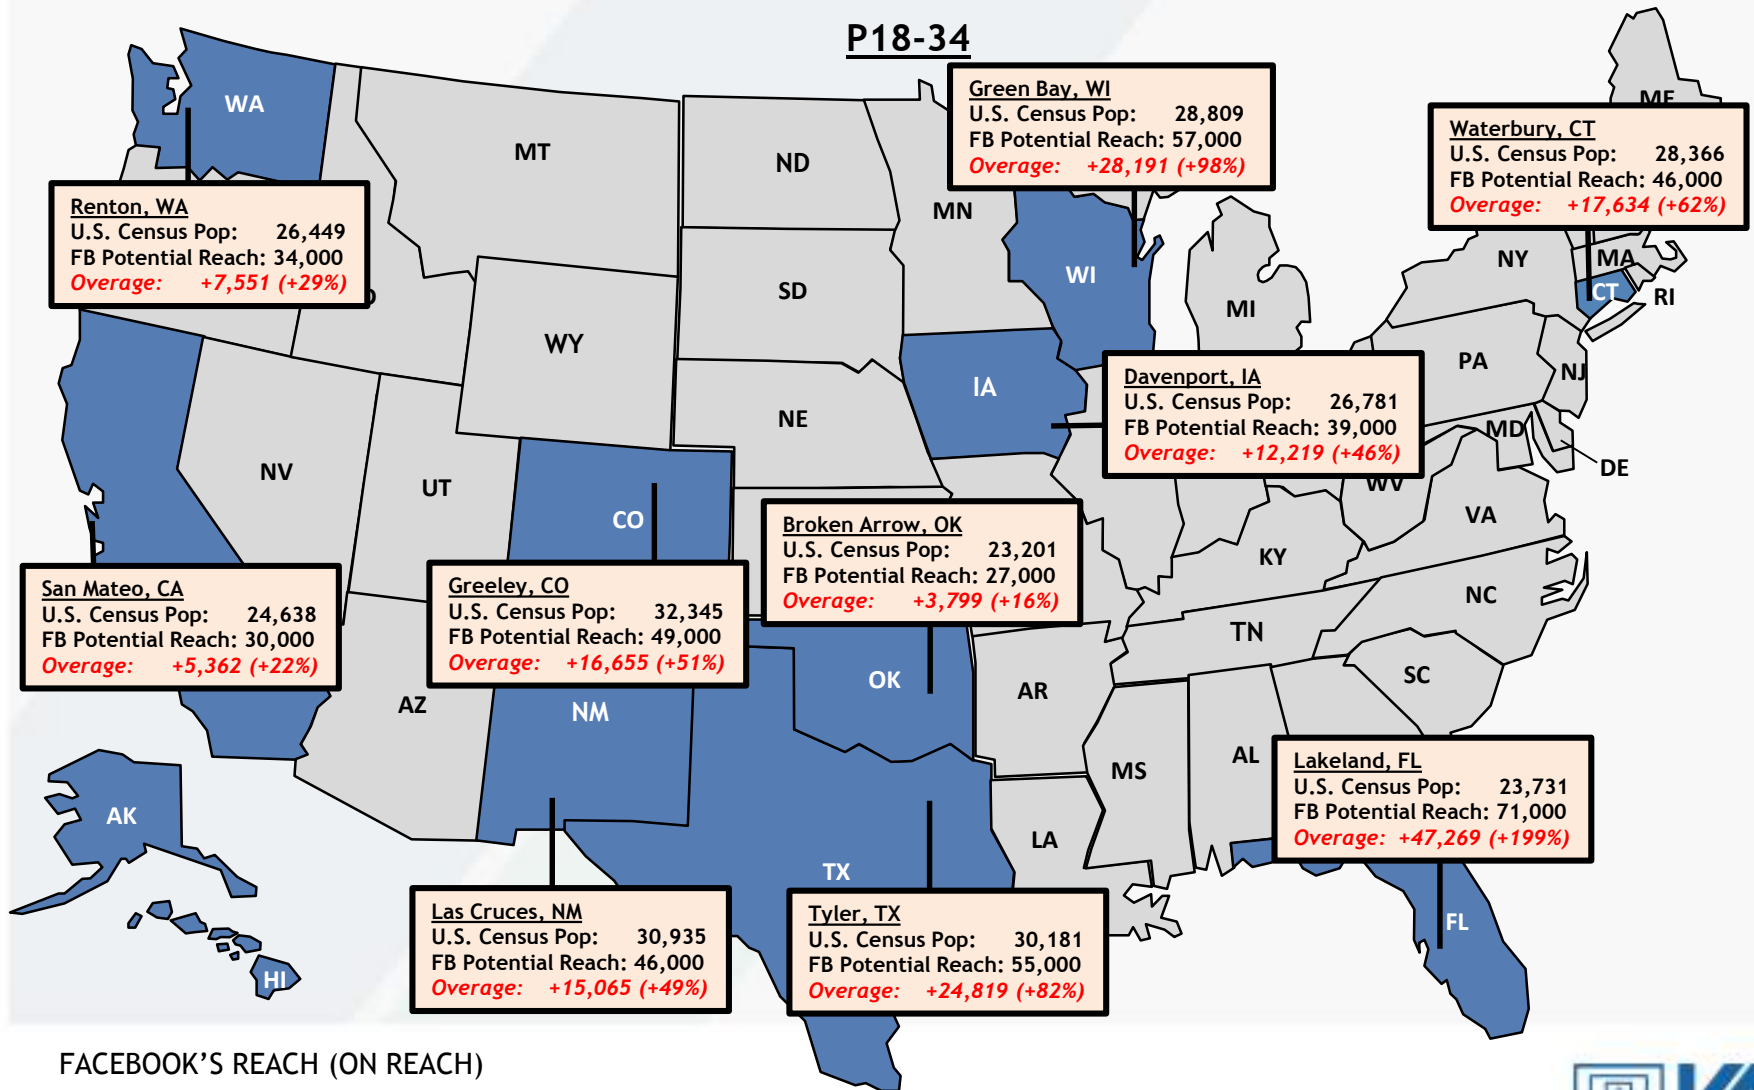 P18-34
Green Bay, WI
U.S. Census Pop: 28,809
FB Potential Reach: 57,000
Overage: +28,191 (+98%)
Waterbury, CT
U.S. Census Pop: 28,366
FB Potential Reach: 46,000
Overage: +17,634 (+62%)
Renton, WA
U.S. Census Pop: 26,449
FB Potential Reach: 34,000
Overage: +7,551 (+29%)
Davenport, IA
U.S. Census Pop: 26,781
FB Potential Reach: 39,000
Overage: +12,219 (+46%)
Broken Arrow, OK
U.S. Census Pop: 23,201
FB Potential Reach: 27,000
Overage: +3,799 (+16%)
San Mateo, CA
U.S. Census Pop: 24,638
FB Potential Reach: 30,000
Overage: +5,362 (+22%)
Greeley, CO
U.S. Census Pop: 32,345
FB Potential Reach: 49,000
Overage: +16,655 (+51%)
Lakeland, FL
U.S. Census Pop: 23,731
FB Potential Reach: 71,000
Overage: +47,269 (+199%)
Las Cruces, NM
U.S. Census Pop: 30,935
FB Potential Reach: 46,000
Overage: +15,065 (+49%)
Tyler, TX
U.S. Census Pop: 30,181
FB Potential Reach: 55,000
Overage: +24,819 (+82%)
WA
MT
ND
MN
ME
NY
MA
CT
RI
SD
WI
MI
WY
PA
NJ
IA
NE
MD
DE
NV
UT
CO
WV
VA
KY
NC
TN
AZ
NM
OK
AR
SC
MS
AL
LA
TX
FL
AK
HI
FACEBOOK'S REACH (ON REACH)